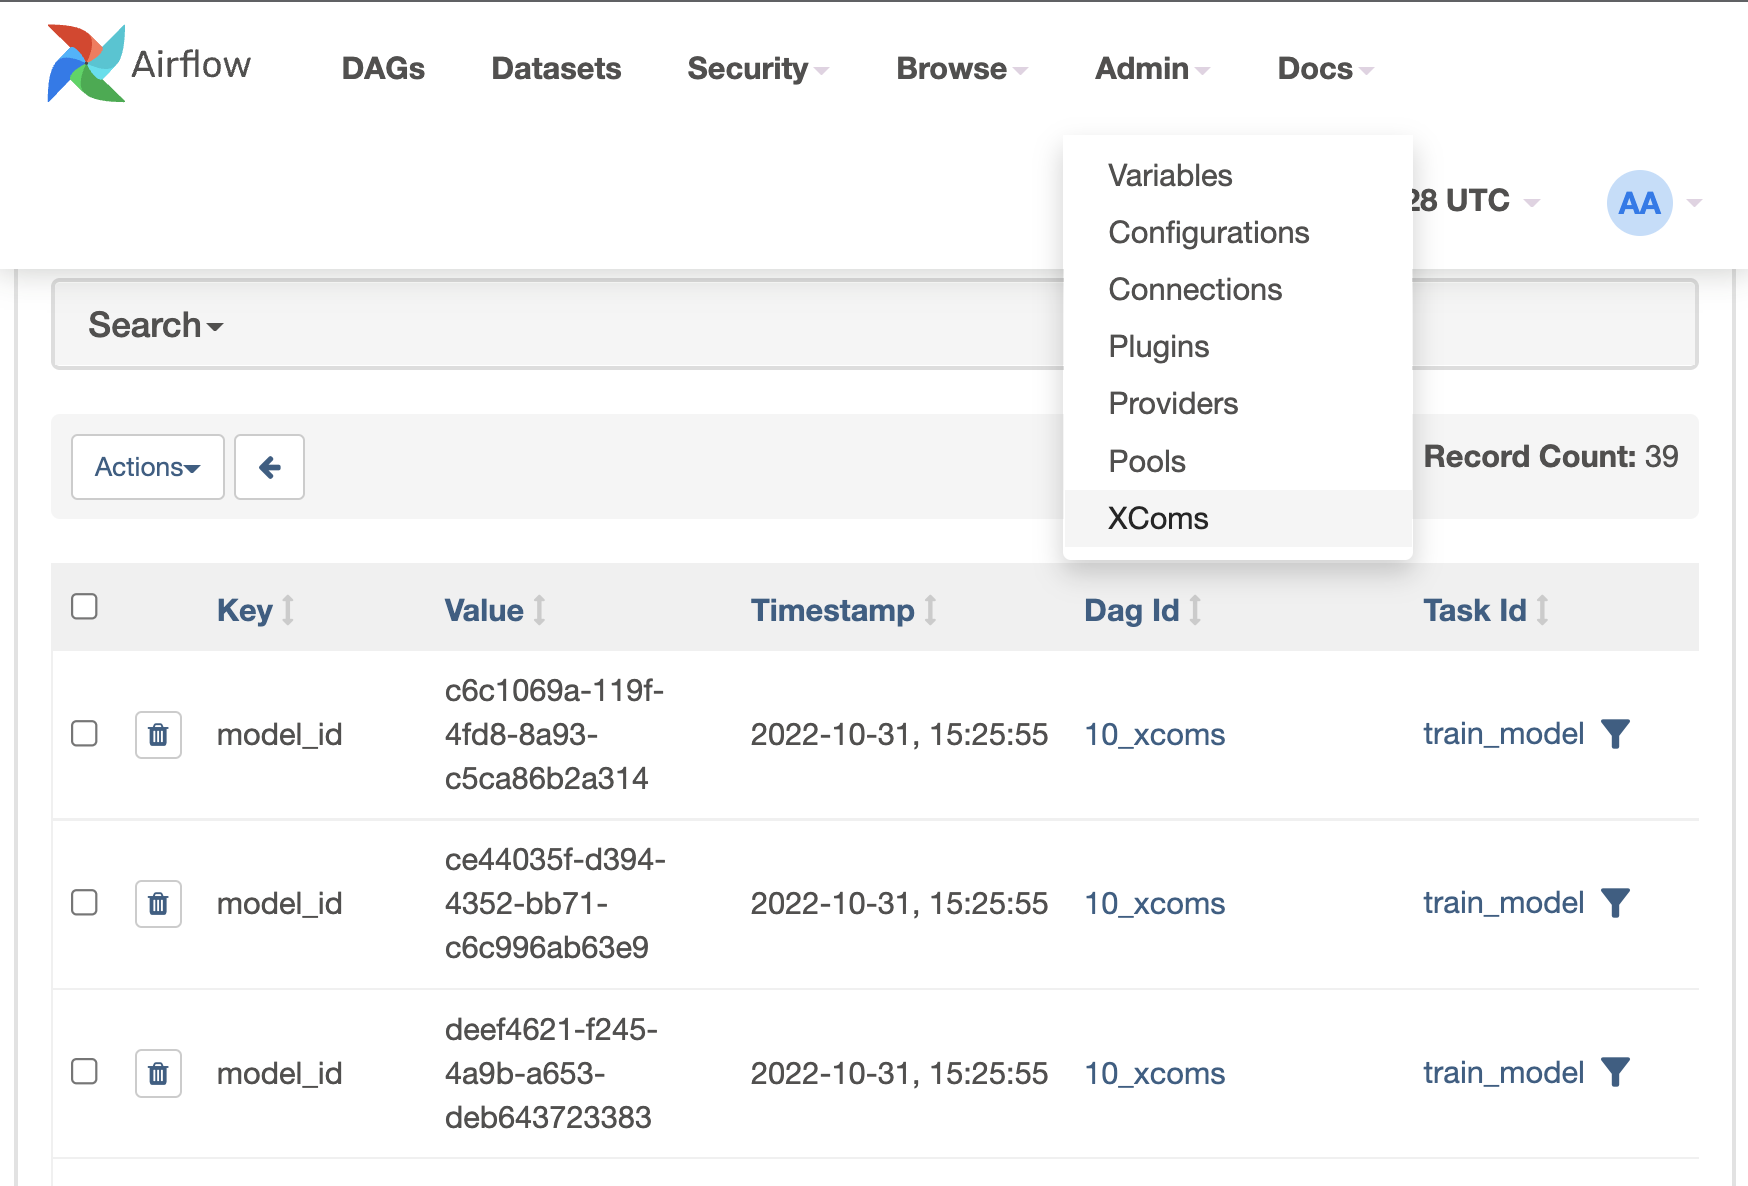 Airflow DAGs Datasets Security Browse Admin Docs
Variables
28 UTC AA
Configurations
Connections
Plugins
Providers
Pools
XComs
Search
Actions
Record Count: 39
Key Value Timestamp Dag Id Task Id
c6c1069a-119f-
model_id 4fd8-8a93- 2022-10-31, 15:25:55 10_xcoms train_model
c5ca86b2a314
ce44035f-d394-
model_id 4352-bb71- 2022-10-31, 15:25:55 10_xcoms train_model
c6c996ab63e9
deef4621-f245-
model_id 4a9b-a653- 2022-10-31, 15:25:55 10_xcoms train_model
deb643723383